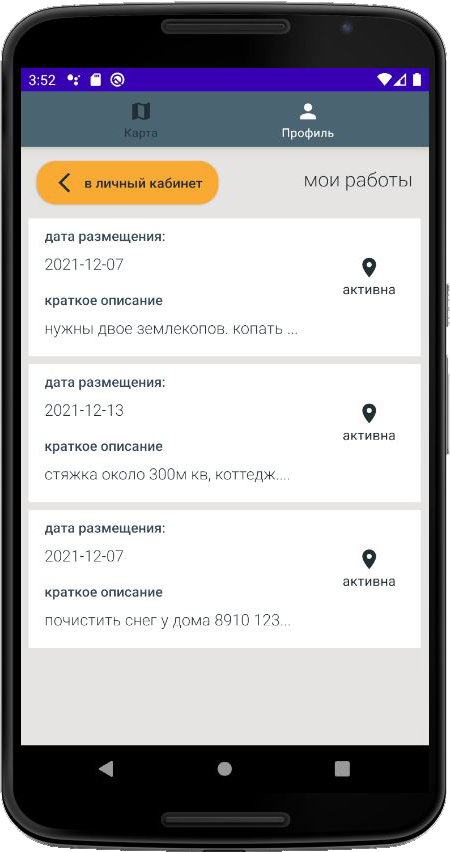 3:52
Карта
Профиль
в личный кабинет
мои работы
дата размещения:
2021-12-07
краткое описание
нужны двое землекопов. копать ...
активна
дата размещения:
2021-12-13
краткое описание
стяжка около 300м кв, коттедж....
активна
дата размещения:
2021-12-07
краткое описание
почистить снег у дома 8910 123...
активна